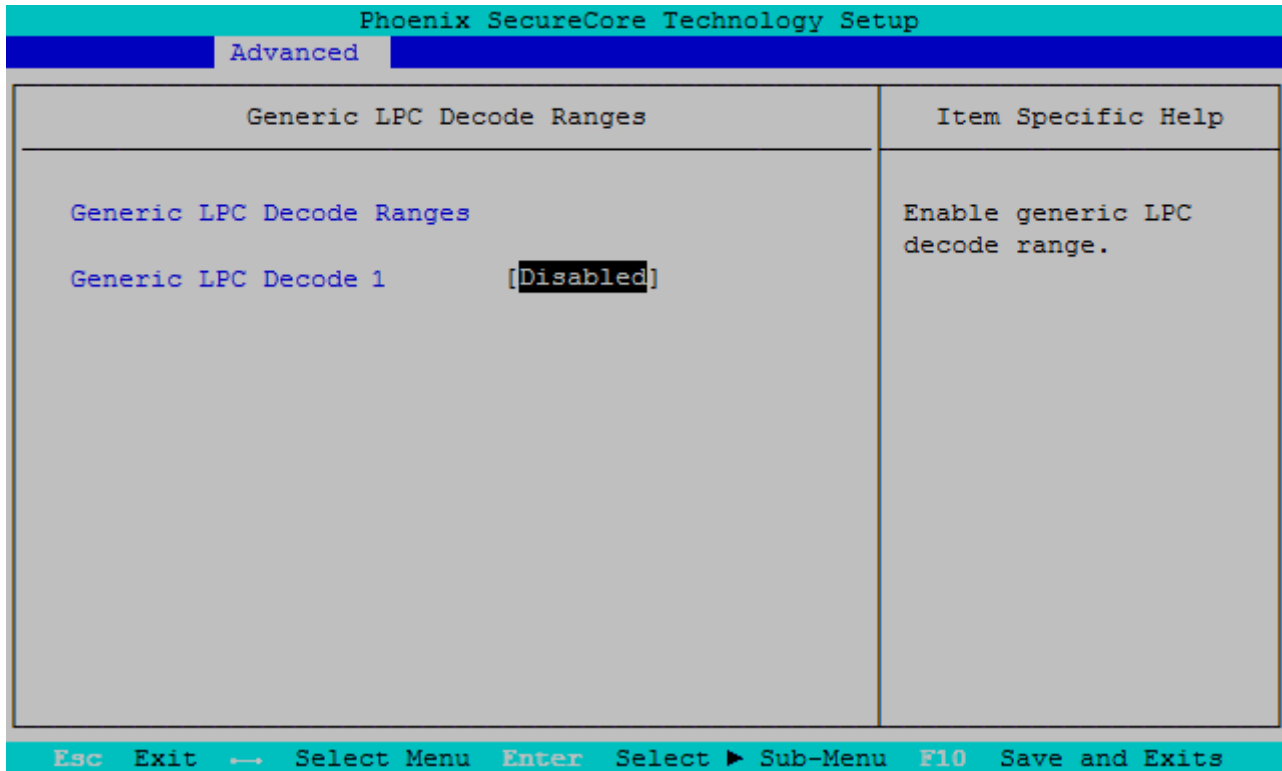 Phoenix SecureCore Technology Setup
Advanced
Generic LPC Decode Ranges
Item Specific Help
Generic LPC Decode Ranges
Generic LPC Decode 1 [Disabled]
Enable generic LPC
decode range.
Esc Exit ←→ Select Menu Enter Select ► Sub-Menu F10 Save and Exits